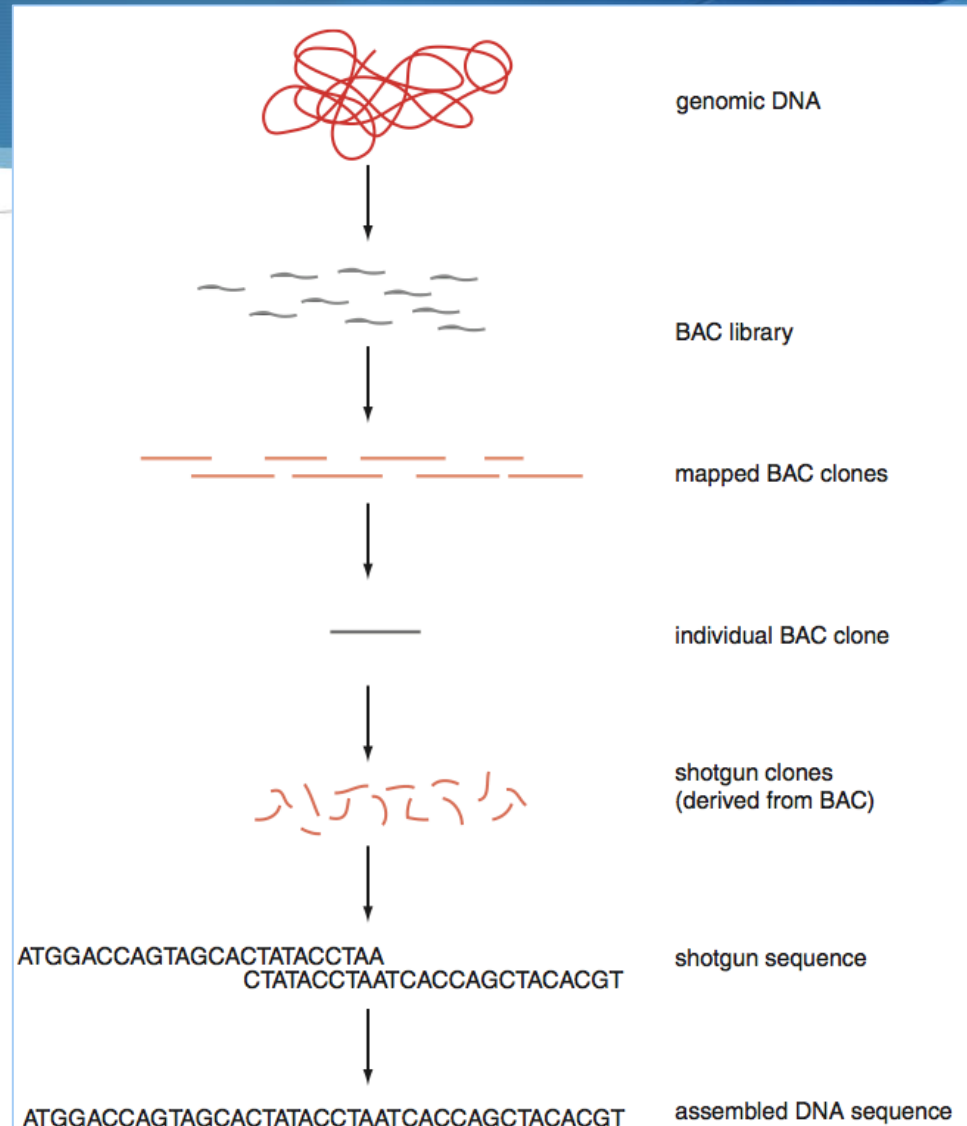 genomic DNA
BAC library
mapped BAC clones
individual BAC clone
shotgun clones
(derived from BAC)
ATGGACCAGTAGCACTATACCTAA
CTATACCTAATCACCAGCTACACGT
shotgun sequence
ATGGACCAGTAGCACTATACCTAATCACCAGCTACACGT
assembled DNA sequence